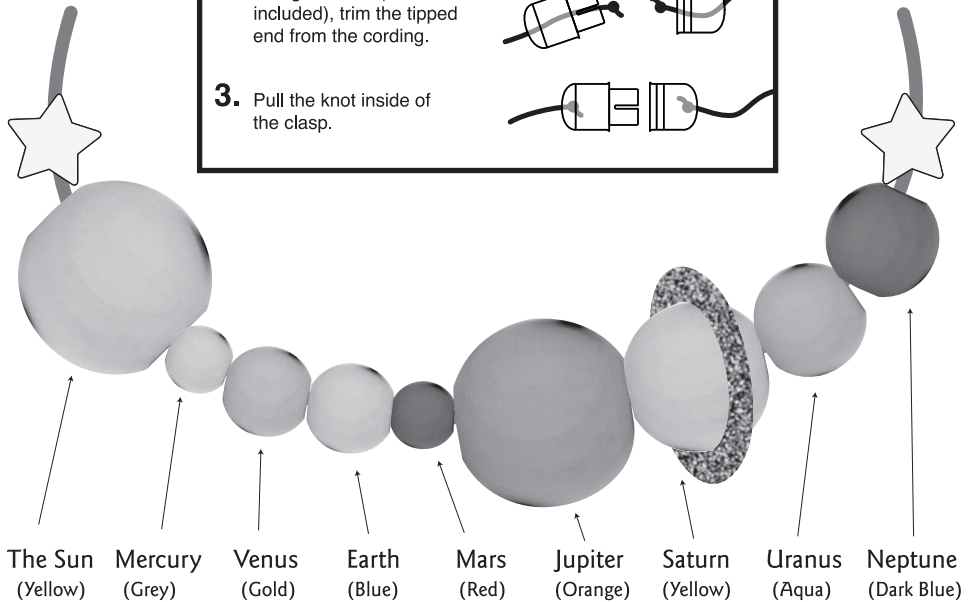 included), trim the tipped
end from the cording.
3. Pull the knot inside of
the clasp.
The Sun Mercury Venus Earth Mars Jupiter Saturn Uranus Neptune
(Yellow) (Grey) (Gold) (Blue) (Red) (Orange) (Yellow) (Aqua) (Dark Blue)